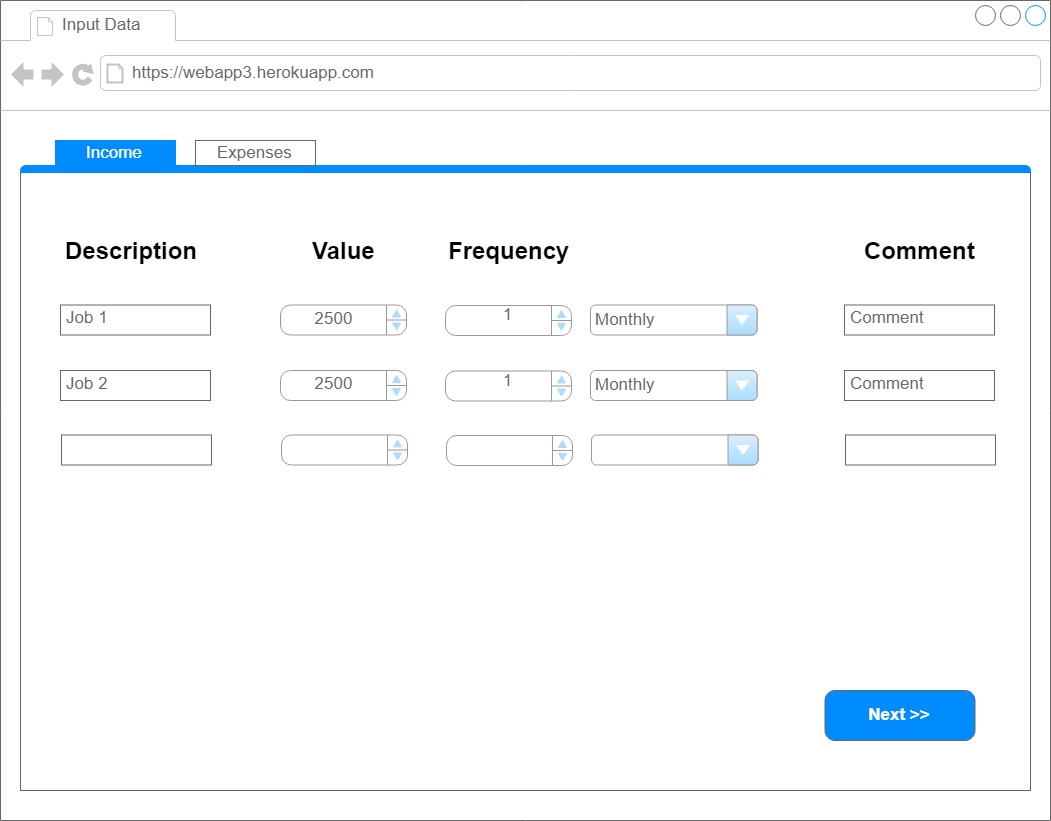 Input Data
https://webapp3.herokuapp.com
Income Expenses
Description Value Frequency Comment
Job 1 2500 1 Monthly Comment
Job 2 2500 1 Monthly Comment
Next >>